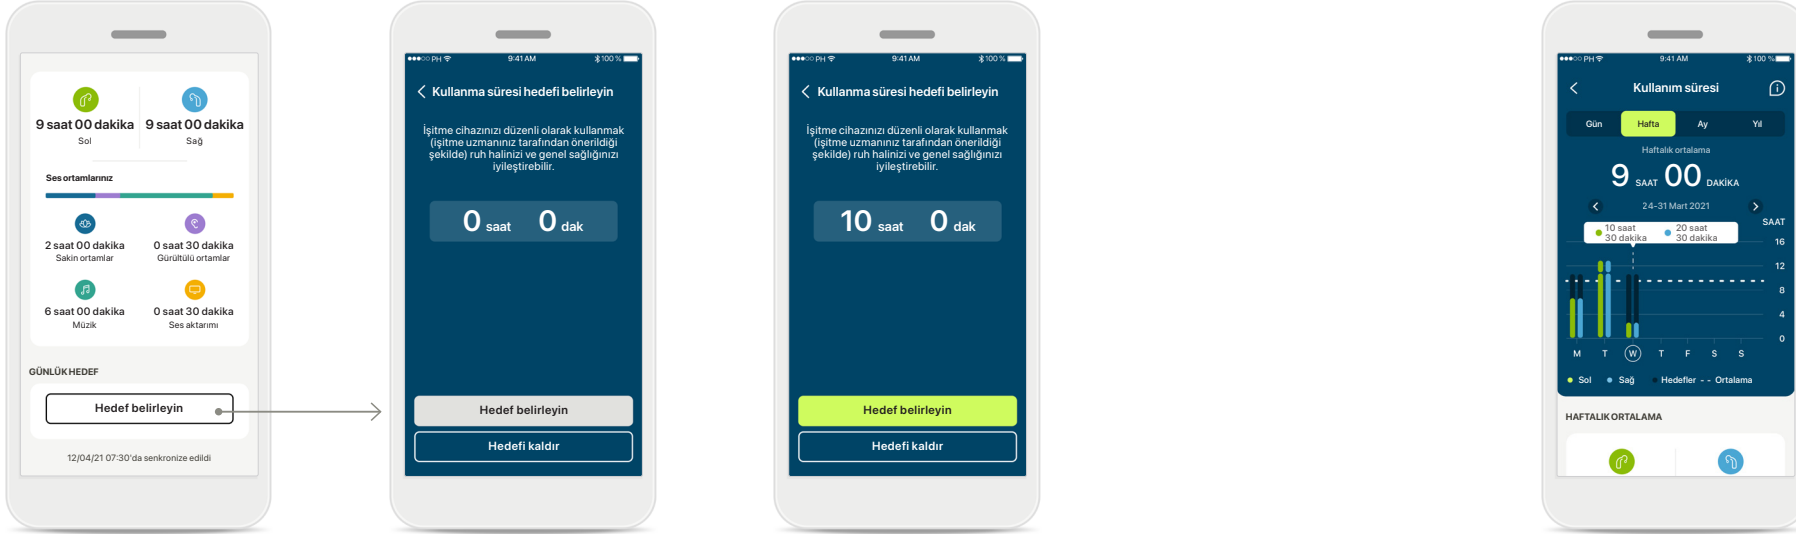 9 saat 00 dakika
Sol
9 saat 00 dakika
Sağ
Ses ortamlarınız
2 saat 00 dakika
Sakin ortamlar
0 saat 30 dakika
Gürültülü ortamlar
6 saat 00 dakika
Müzik
0 saat 30 dakika
Ses aktarımı
GÜNLÜK HEDEF
Hedef belirleyin
12/04/21 07:30'da senkronize edildi
PH 9:41 AM 100 %
Kullanma süresi hedefi belirleyin
İşitme cihazınızı düzenli olarak kullanmak
(işitme uzmanınız tarafından önerildiği
şekilde) ruh halinizi ve genel sağlığınızı
iyileştirebilir.
0 saat 0 dak
Hedef belirleyin
Hedefi kaldır
PH 9:41 AM 100 %
Kullanma süresi hedefi belirleyin
İşitme cihazınızı düzenli olarak kullanmak
(işitme uzmanınız tarafından önerildiği
şekilde) ruh halinizi ve genel sağlığınızı
iyileştirebilir.
10 saat 0 dak
Hedef belirleyin
Hedefi kaldır
PH 9:41 AM 100 %
Kullanım süresi
Gün Hafta Ay Yıl
Haftalık ortalama
9 SAAT 00 DAKİKA
24-31 Mart 2021
SAAT
10 saat
30 dakika
20 saat
30 dakika
16
12
8
4
0
M T W T F S S
Sol Sağ Hedefler - - Ortalama
HAFTALIK ORTALAMA